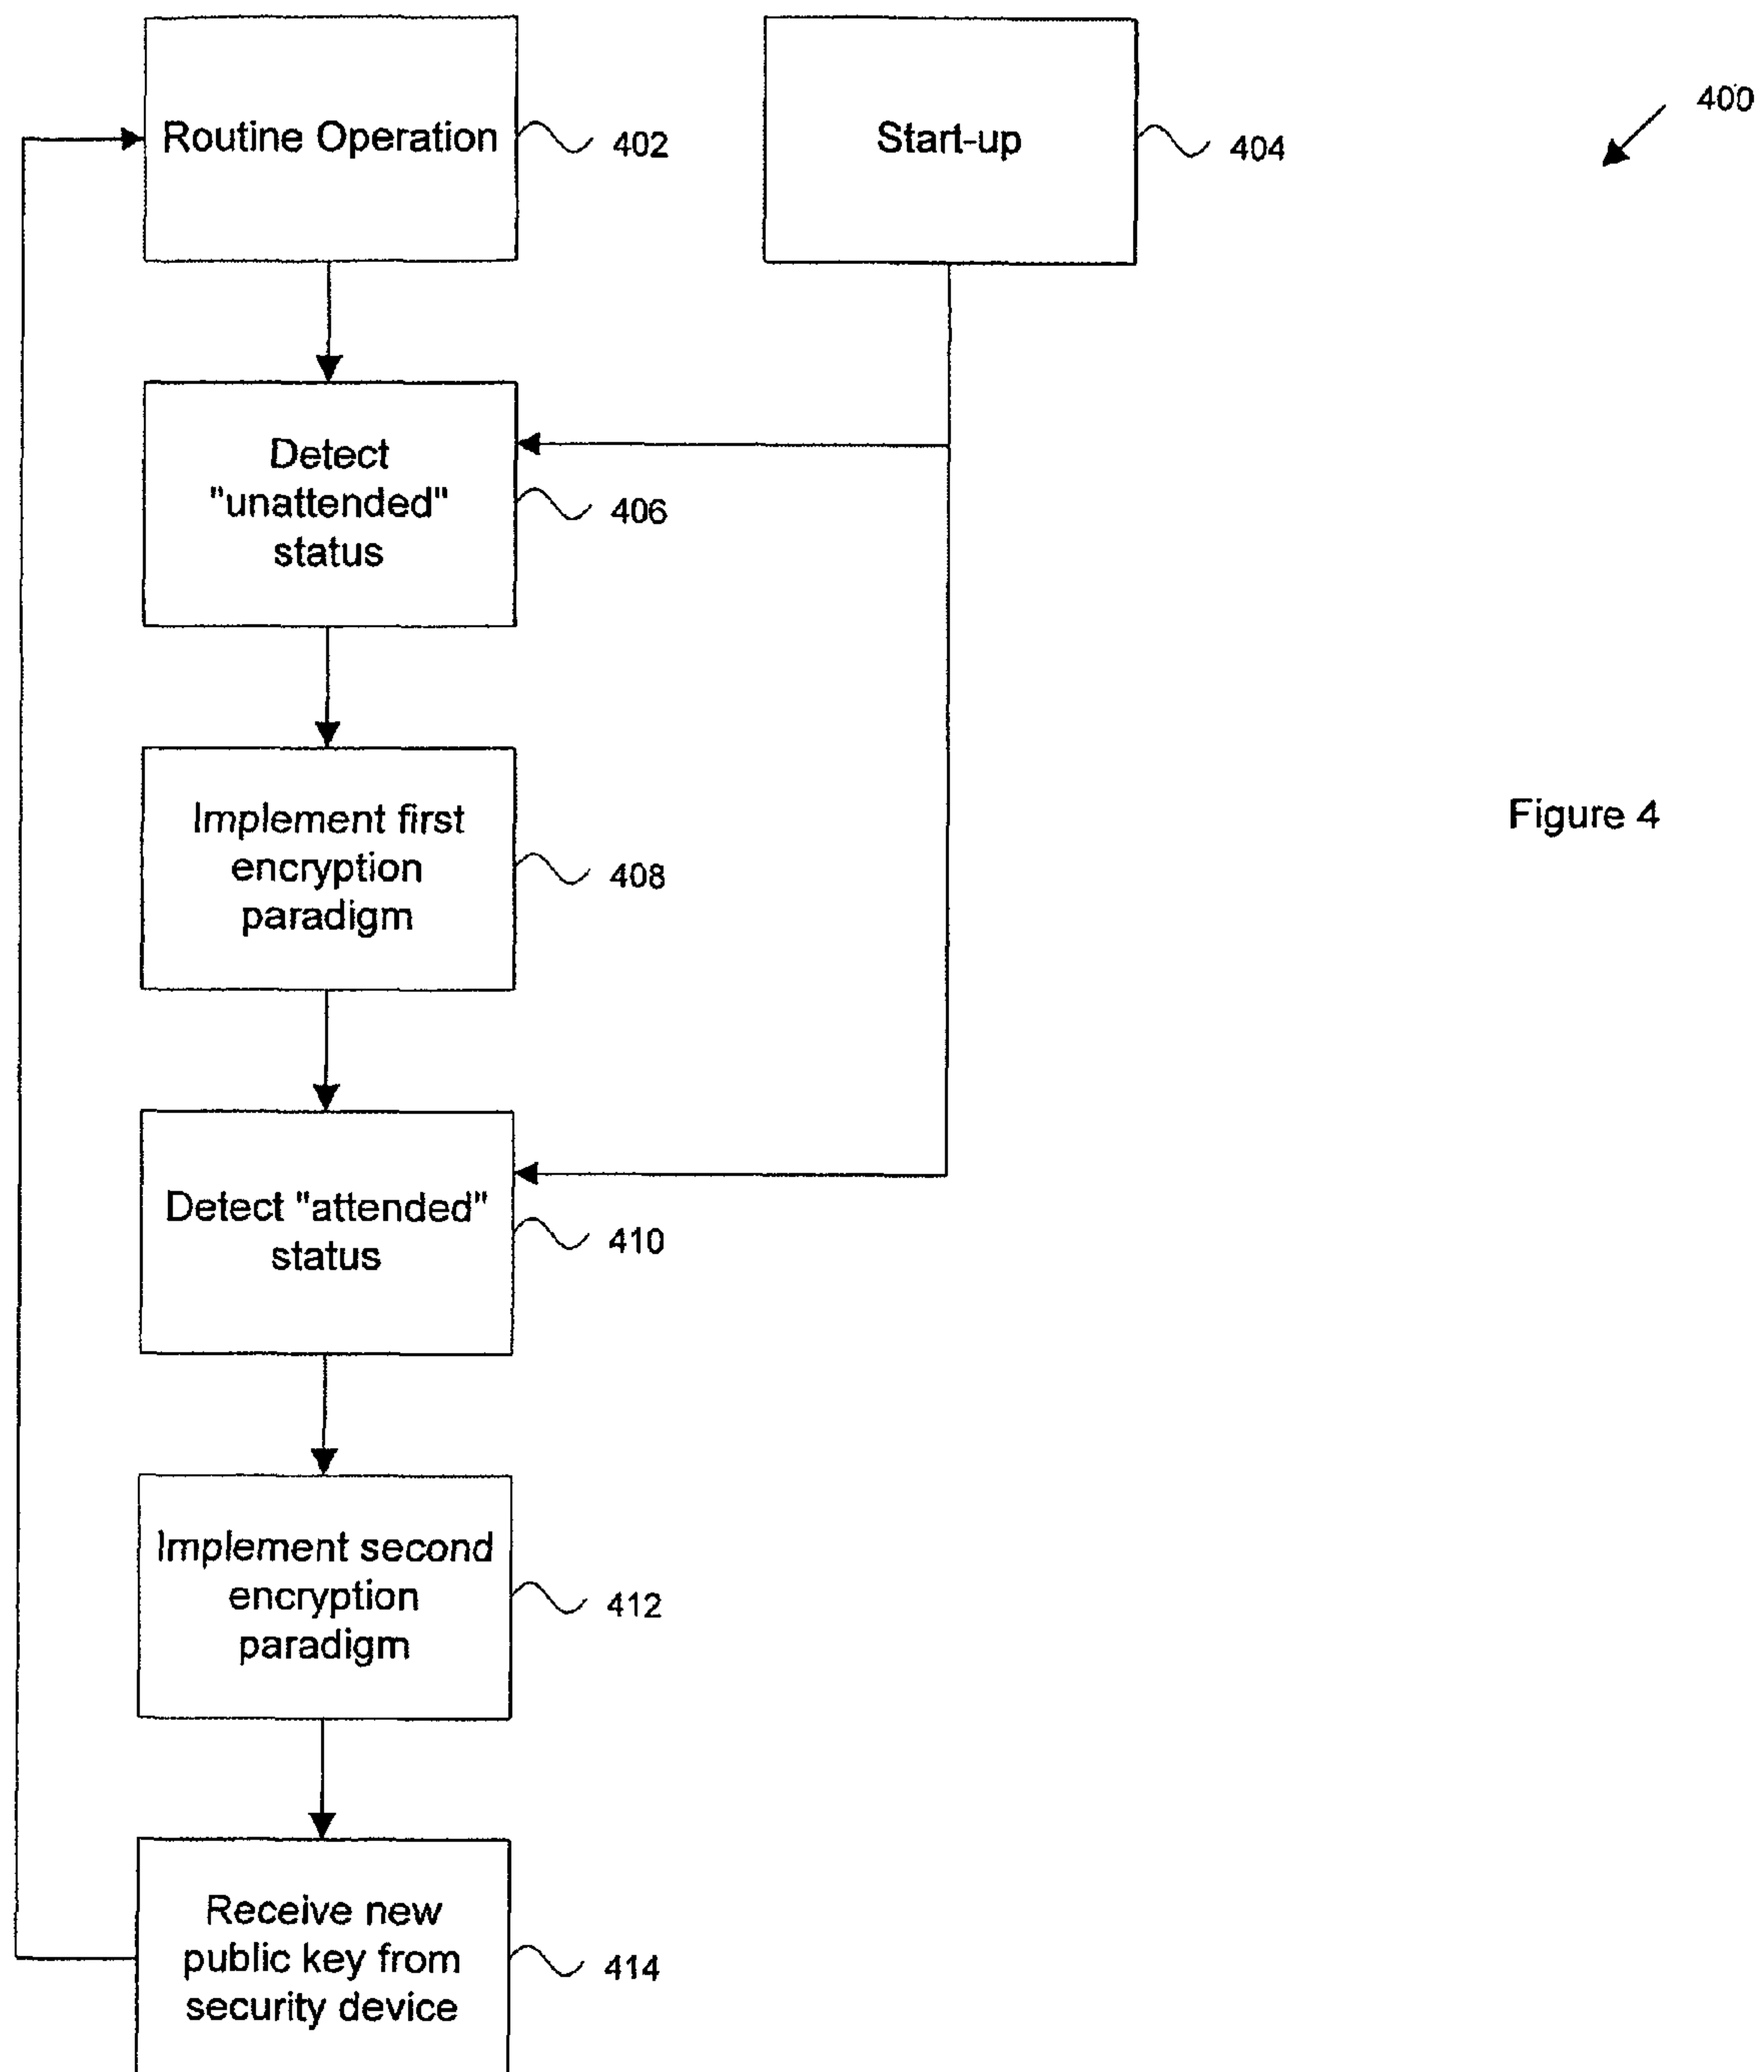 Routine Operation
402
Start-up
404
400
Detect
"unattended"
status
406
Implement first
encryption
paradigm
408
Figure 4
Detect "attended"
status
410
Implement second
encryption
paradigm
412
Receive new
public key from
security device
414